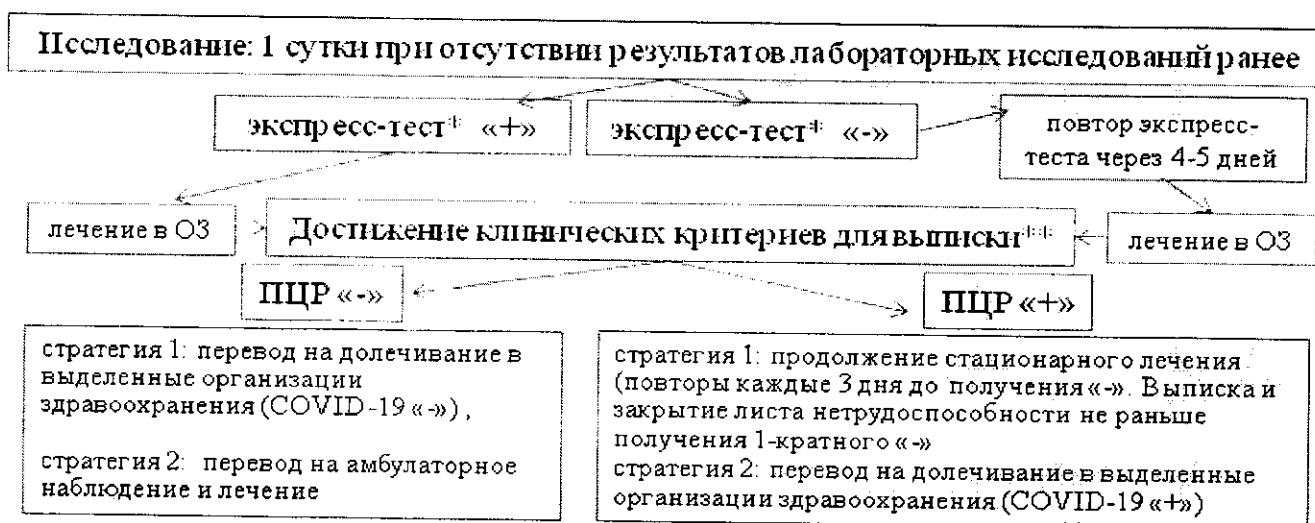 Исследование: 1 сутки при отсутствии результатов лабораторных исследований ранее
экспресс-тест* «+»
экспресс-тест* «-»
повтор экспресс-
теста через 4-5 дней
лечение в ОЗ
Достижение клинических критериев для выписки**
лечение в ОЗ
ПЦР «-»
ПЦР «+»
стратегия 1: перевод на долечивание в
выделенные организации
здравоохранения (COVID-19 «-»),
стратегия 2: перевод на амбулаторное
наблюдение и лечение
стратегия 1: продолжение стационарного лечения
(повторы каждые 3 дня до получения «-». Выписка и
закрытие листа нетрудоспособности не раньше
получения 1-кратного «-»
стратегия 2: перевод на долечивание в выделенные
организации здравоохранения (COVID-19 «+»)